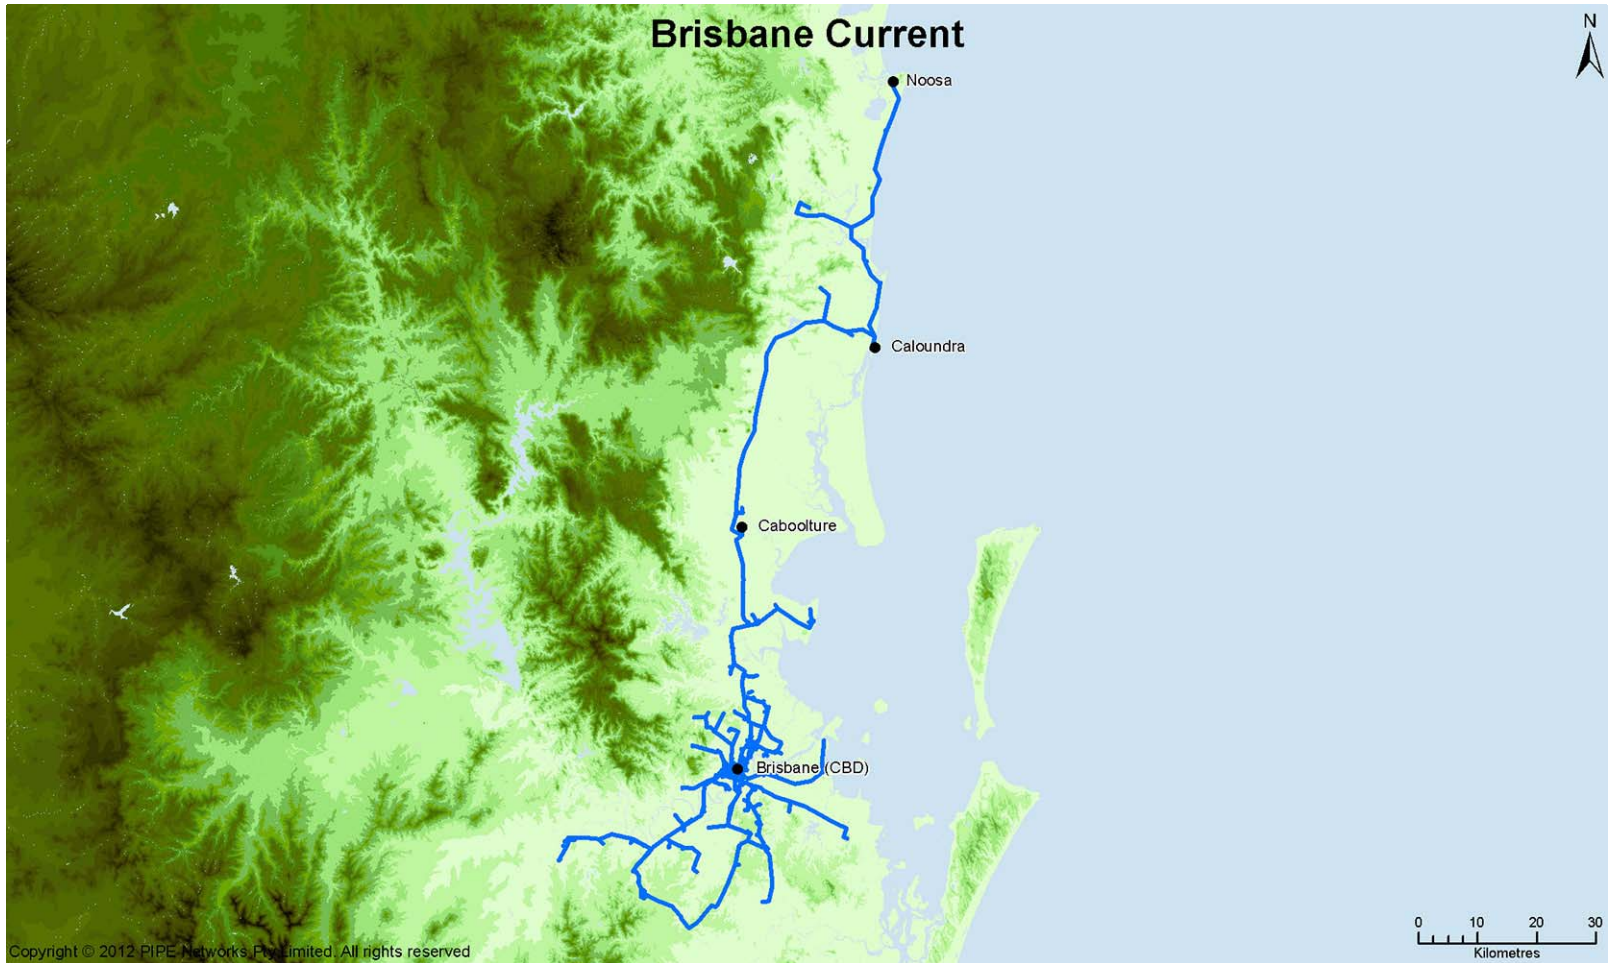 Brisbane Current
N
Noosa
Caloundra
Caboolture
Brisbane (CBD)
0 10 20 30
Kilometres
Copyright © 2012 PIPE Networks Pty Limited. All rights reserved